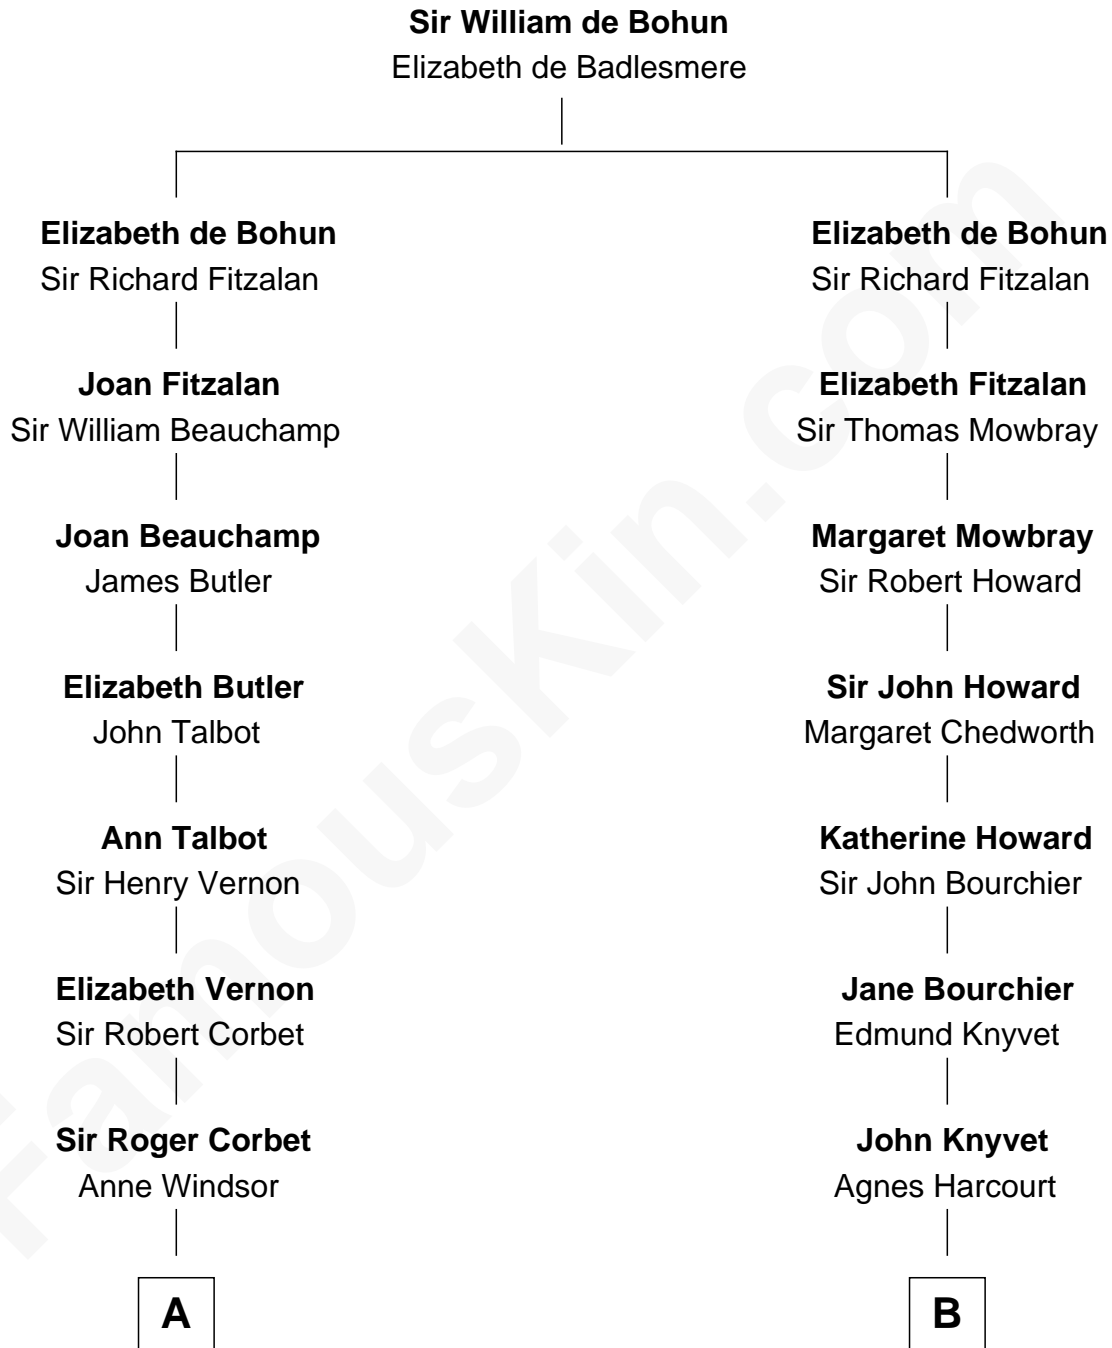 Sir William de Bohun
Elizabeth de Badlesmere
Elizabeth de Bohun
Sir Richard Fitzalan
Joan Fitzalan
Sir William Beauchamp
Joan Beauchamp
James Butler
Elizabeth Butler
John Talbot
Ann Talbot
Sir Henry Vernon
Elizabeth Vernon
Sir Robert Corbet
Sir Roger Corbet
Anne Windsor
A
Elizabeth de Bohun
Sir Richard Fitzalan
Elizabeth Fitzalan
Sir Thomas Mowbray
Margaret Mowbray
Sir Robert Howard
Sir John Howard
Margaret Chedworth
Katherine Howard
Sir John Bourchier
Jane Bourchier
Edmund Knyvet
John Knyvet
Agnes Harcourt
B
FamousKin.com